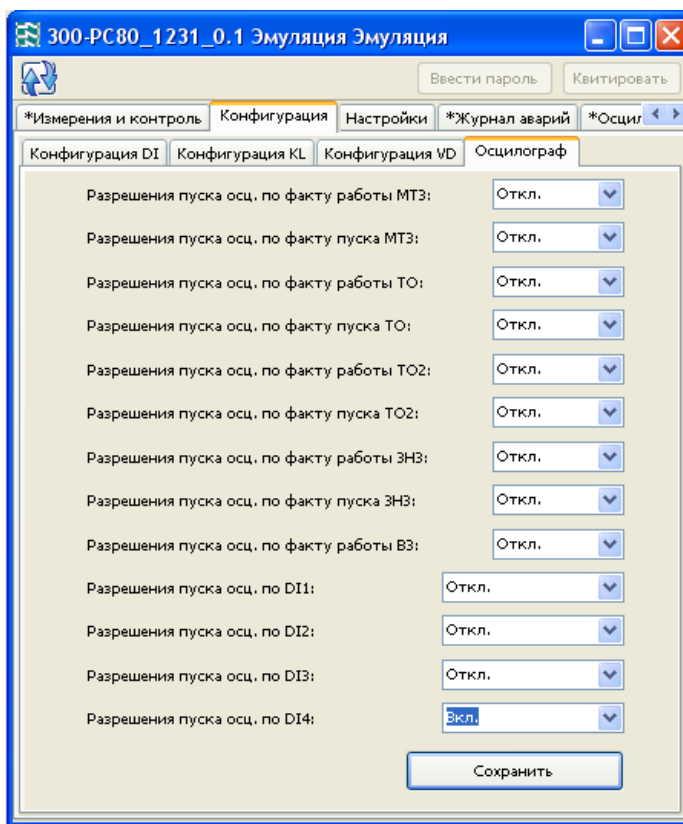 300-РС80_1231_0.1 Эмуляция Эмуляция
Ввести пароль Квитировать
*Измерения и контроль Конфигурация Настройки *Журнал аварий *Осцил
Конфигурация DI Конфигурация KL Конфигурация VD Осцилограф
Разрешения пуска осц. по факту работы МТЗ: Откл.
Разрешения пуска осц. по факту пуска МТЗ: Откл.
Разрешения пуска осц. по факту работы ТО: Откл.
Разрешения пуска осц. по факту пуска ТО: Откл.
Разрешения пуска осц. по факту работы ТО2: Откл.
Разрешения пуска осц. по факту пуска ТО2: Откл.
Разрешения пуска осц. по факту работы ЗНЗ: Откл.
Разрешения пуска осц. по факту пуска ЗНЗ: Откл.
Разрешения пуска осц. по факту работы ВЗ: Откл.
Разрешения пуска осц. по DI1: Откл.
Разрешения пуска осц. по DI2: Откл.
Разрешения пуска осц. по DI3: Откл.
Разрешения пуска осц. по DI4: Вкл.
Сохранить